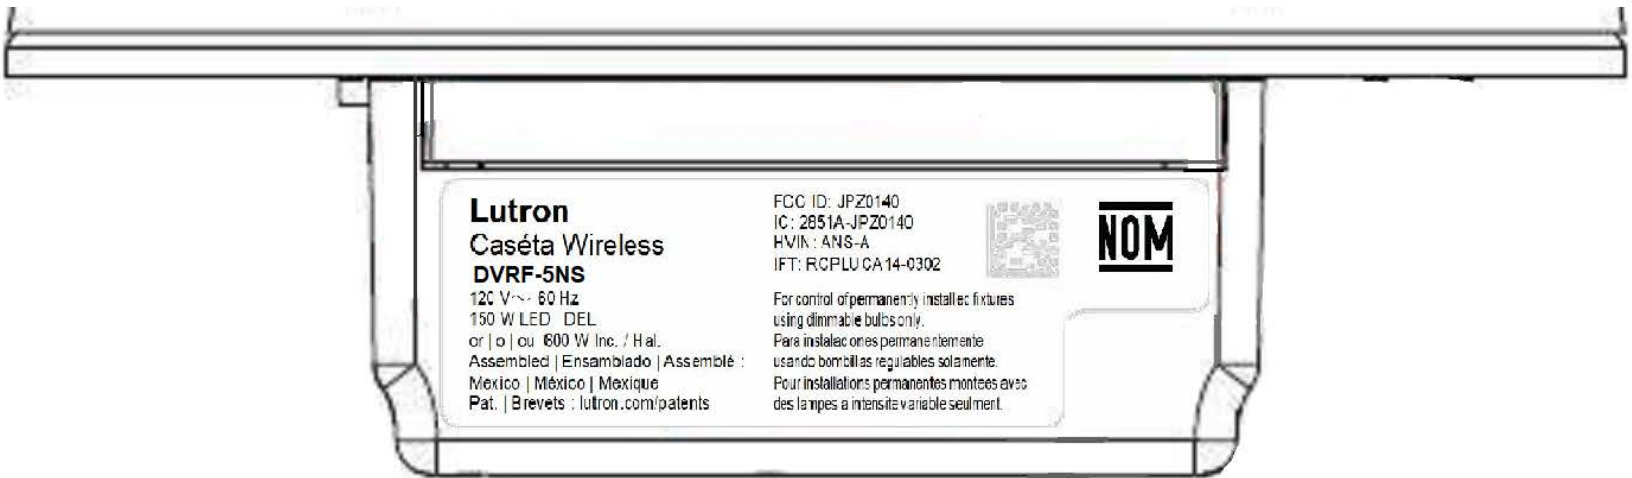 Lutron
Caséta Wireless
DVRF-5NS
120 V~ 60 Hz
150 W LED DEL
or | o | ou 600 W Inc. / Hal.
Assembled | Ensamblado | Assemblé :
Mexico | México | Mexique
Pat. | Brevets : lutron.com/patents
FCC ID: JPZ0140
IC: 2851A-JPZ0140
HVIN: ANS-A
IFT: RCPLUCA14-0302
For control of permanently installed fixtures
using dimmable bulbs only.
Para instalaciones permanentemente
usando bombillas regulables solamente.
Pour installations permanentes montees avec
des lampes a intensite variable seulment.
NOM